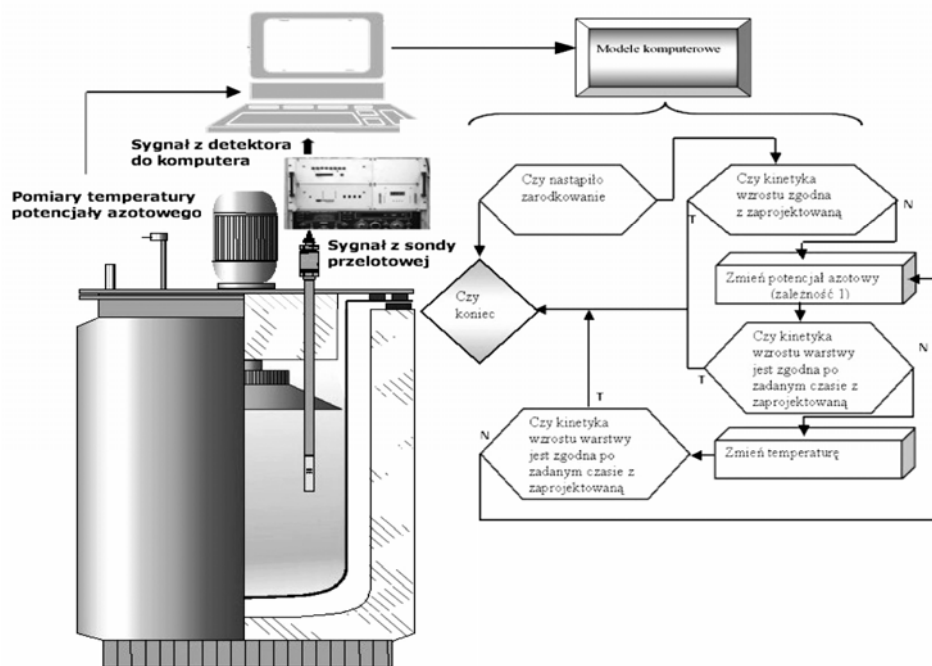 Modele komputerowe
Sygnał z detektora
do komputera
Pomiary temperatury
potencjały azotowego
Sygnał z sondy
przelotowej
Czy nastąpiło
zarodkowanie
Czy kinetyka
wzrostu zgodna
z zaprojektowaną
N
T
Zmień potencjał azotowy
(zależność 1)
Czy
koniec
Czy kinetyka
wzrostu warstwy
jest zgodna po
zadanym czasie z
zaprojektowaną
N
T
Zmień temperaturę
T
N
Czy kinetyka
wzrostu warstwy
jest zgodna po
zadanym czasie z
zaprojektowaną